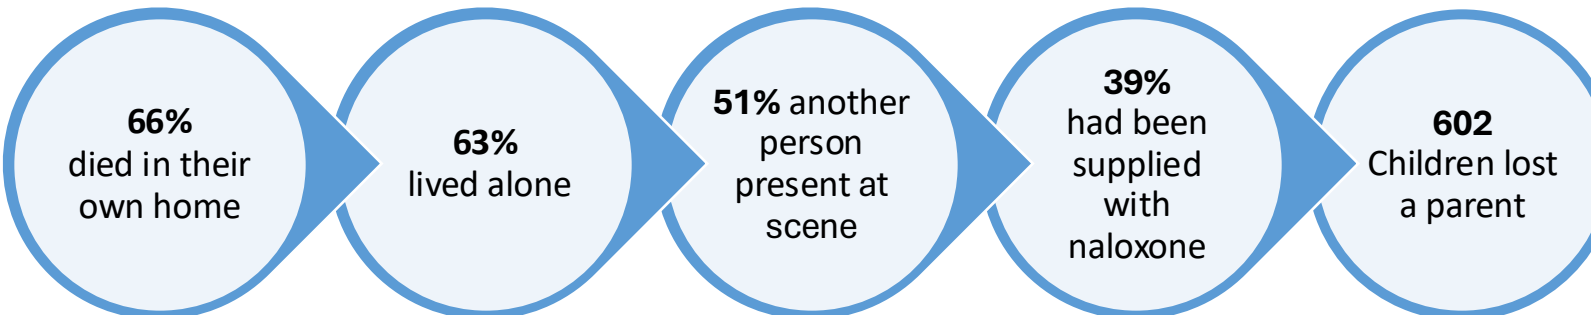 66%
died in their
own home
63%
lived alone
51% another
person
present at
scene
39%
had been
supplied
with
naloxone
602
Children lost
a parent